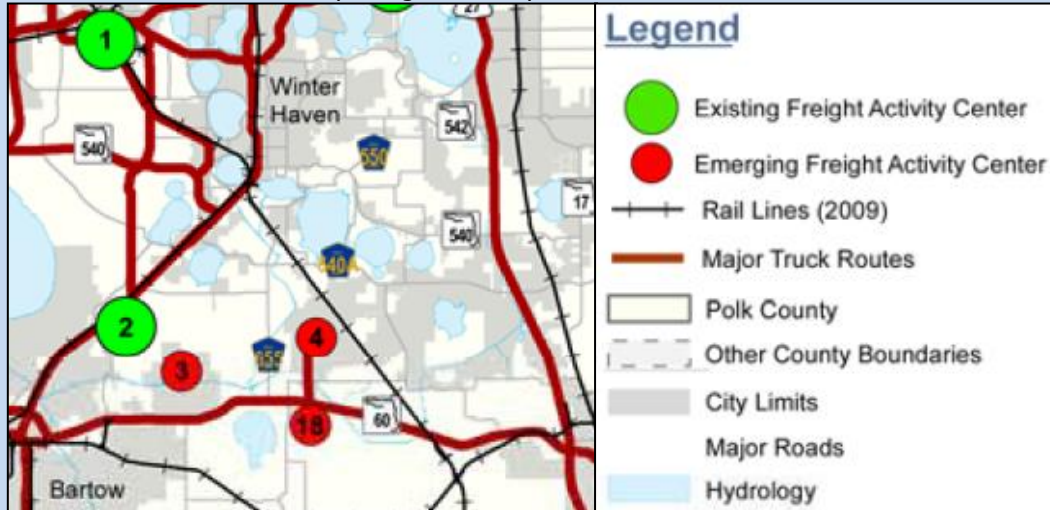 27
1
Winter
Haven
542
540
550
17
540
640A
2
4
3
655
18
60
Bartow
Legend
Existing Freight Activity Center
Emerging Freight Activity Center
Rail Lines (2009)
Major Truck Routes
Polk County
Other County Boundaries
City Limits
Major Roads
Hydrology